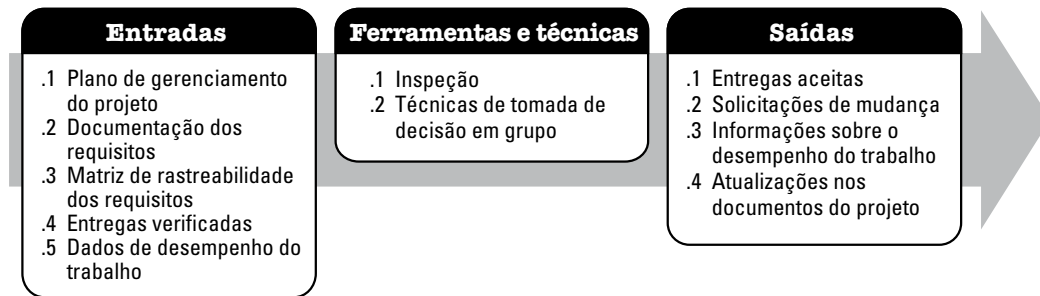 Entradas
.1 Plano de gerenciamento
do projeto
.2 Documentação dos
requisitos
.3 Matriz de rastreabilidade
dos requisitos
.4 Entregas verificadas
.5 Dados de desempenho do
trabalho
Ferramentas e técnicas
.1 Inspeção
.2 Técnicas de tomada de
decisão em grupo
Saídas
.1 Entregas aceitas
.2 Solicitações de mudança
.3 Informações sobre o
desempenho do trabalho
.4 Atualizações nos
documentos do projeto